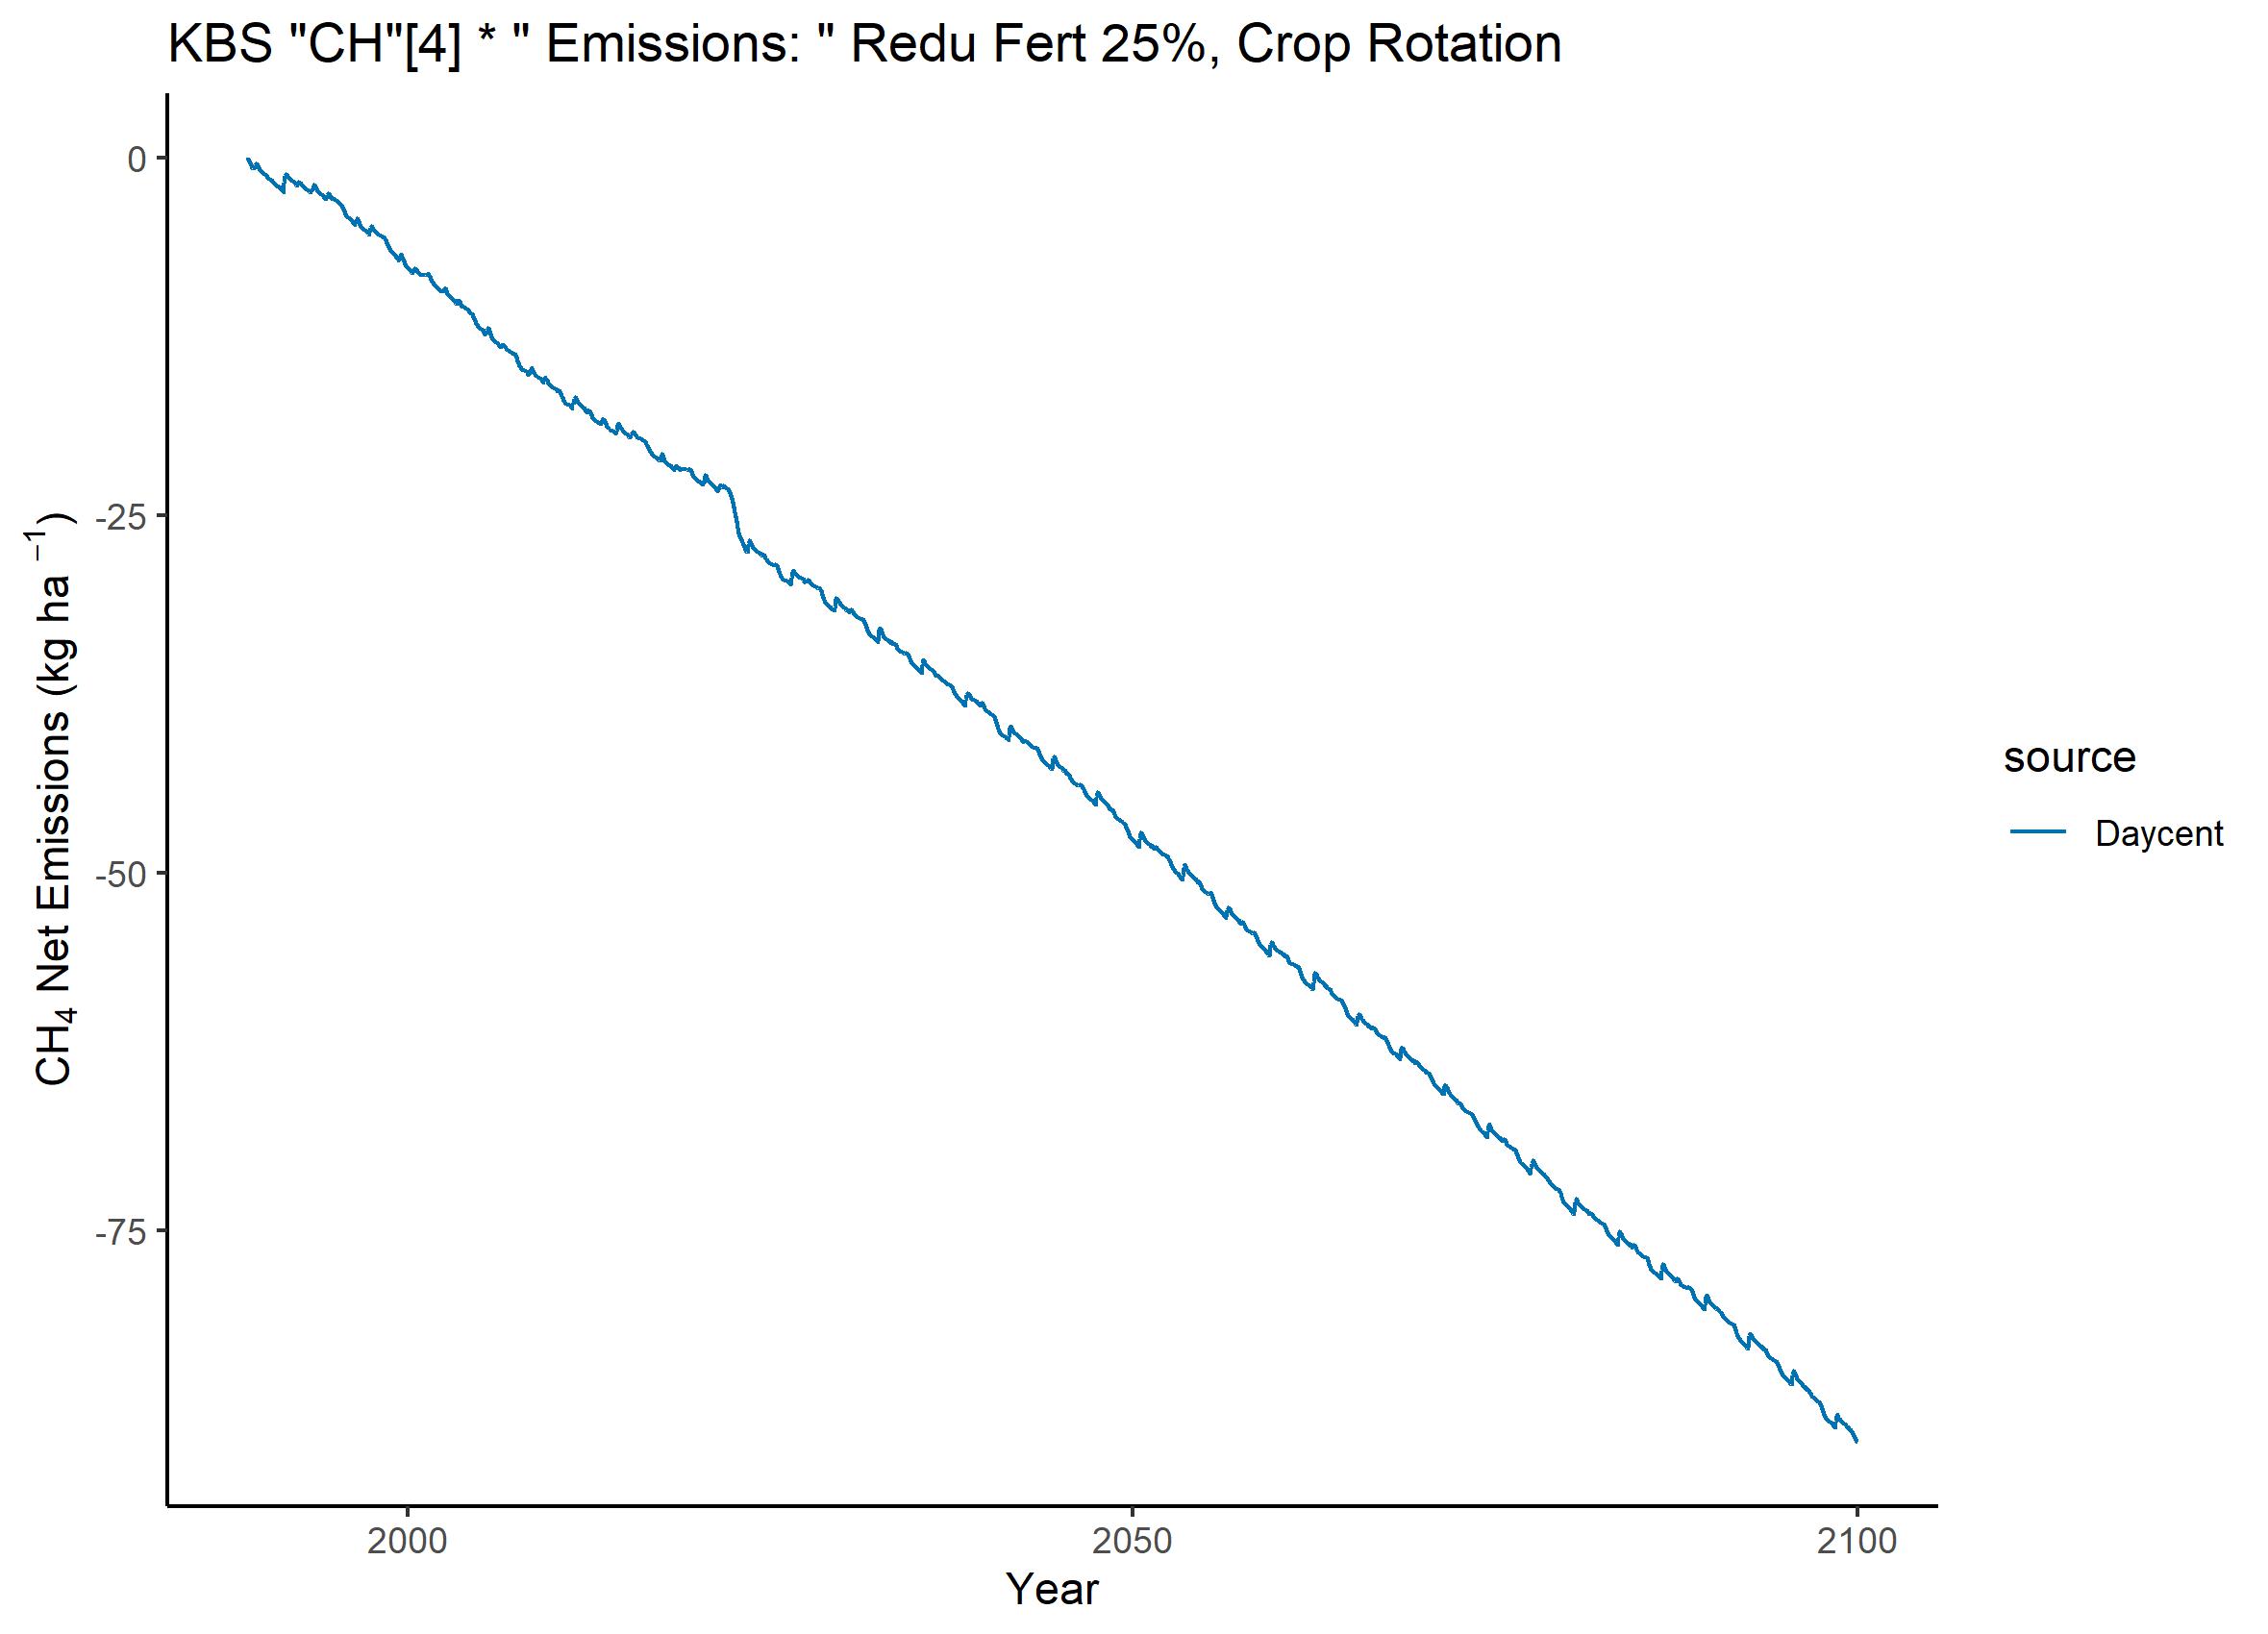 KBS "CH"[4] * " Emissions: " Redu Fert 25%, Crop Rotation
CH₄ Net Emissions (kg ha ⁻¹)
0
-25
-50
-75
2000
2050
2100
Year
source
Daycent